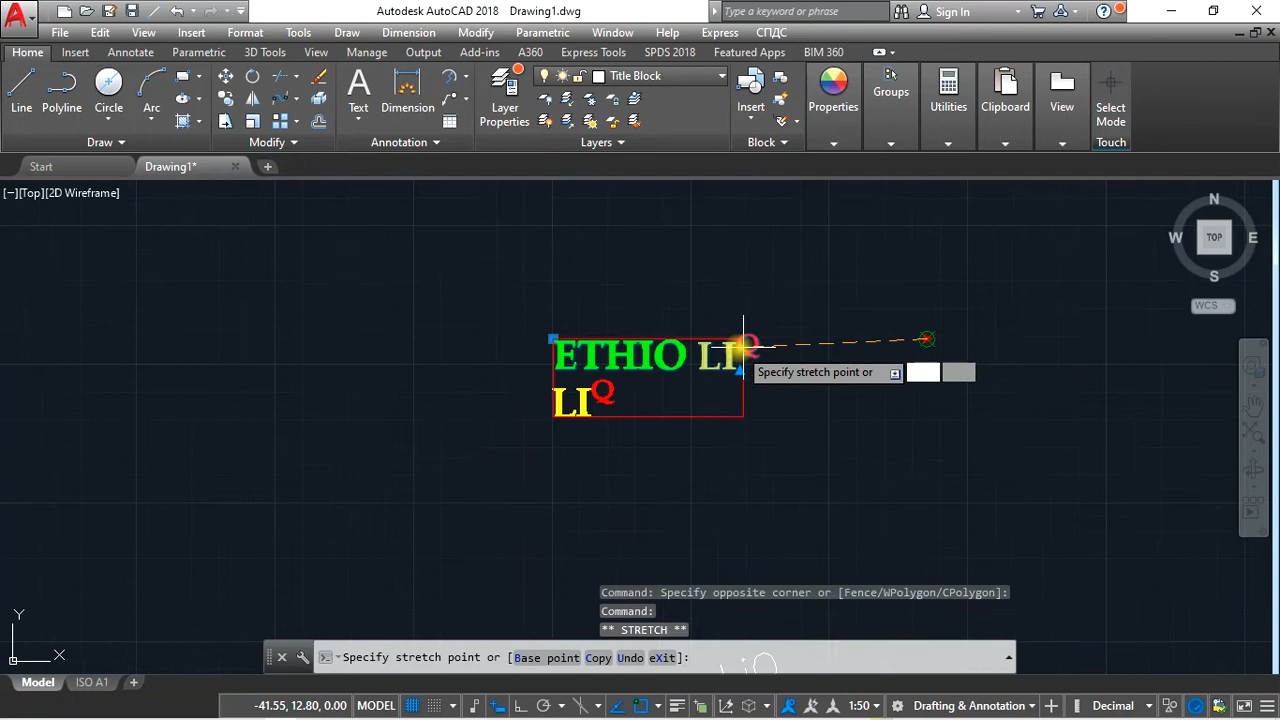 Autodesk AutoCAD 2018 Drawing1.dwg
Type a keyword or phrase
Sign In
File Edit View Insert Format Tools Draw Dimension Modify Parametric Window Help Express СПДС
Home Insert Annotate Parametric 3D Tools View Manage Output Add-ins A360 Express Tools SPDS 2018 Featured Apps BIM 360
Title Block
Line Polyline Circle Arc
Text Dimension
Layer Properties
Insert
Properties Groups Utilities Clipboard View
Select Mode
Draw Modify Annotation Layers Block Touch
Start Drawing1*
[−][Top][2D Wireframe]
N
W TOP E
S
WCS
ETHIO LIQ
LIQ
Specify stretch point or
Command: Specify opposite corner or [Fence/WPolygon/CPolygon]:
Command:
** STRETCH **
Specify stretch point or [Base point Copy Undo eXit]:
Y
X
Model ISO A1
-41.55, 12.80, 0.00 MODEL
1:50
Drafting & Annotation
Decimal